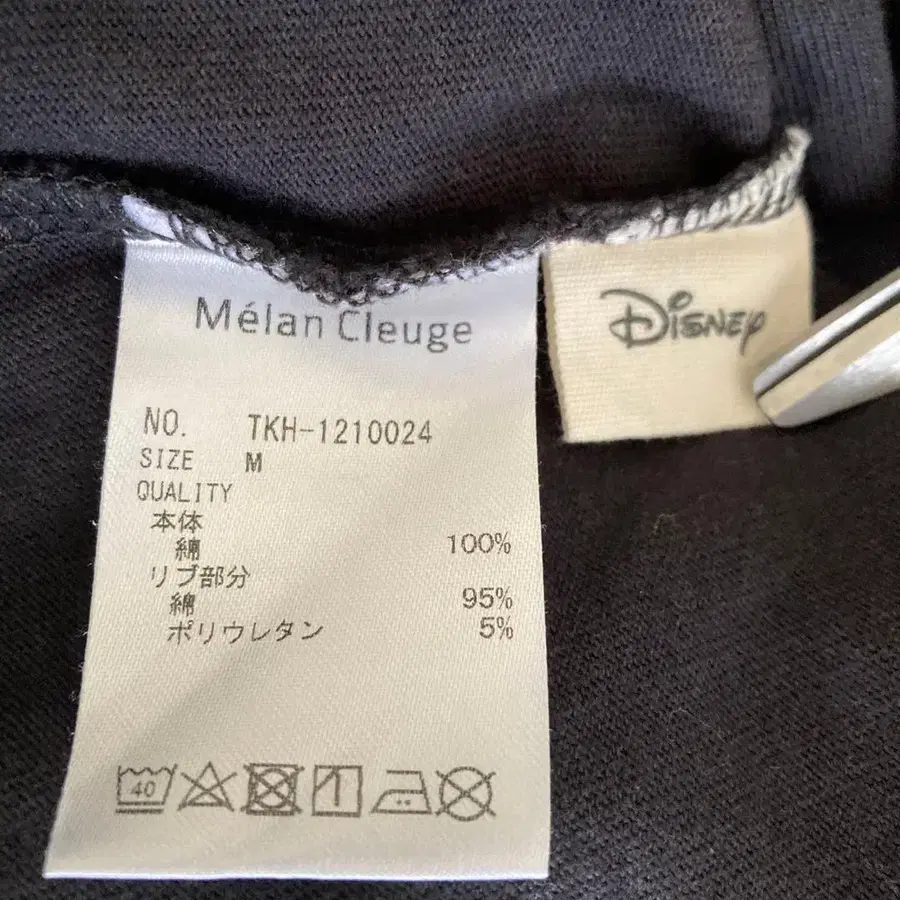 Mélan Cleuge
DISNEY
NO. TKH-1210024
SIZE M
QUALITY
本体
綿 100%
リブ部分
綿 95%
ポリウレタン 5%
40